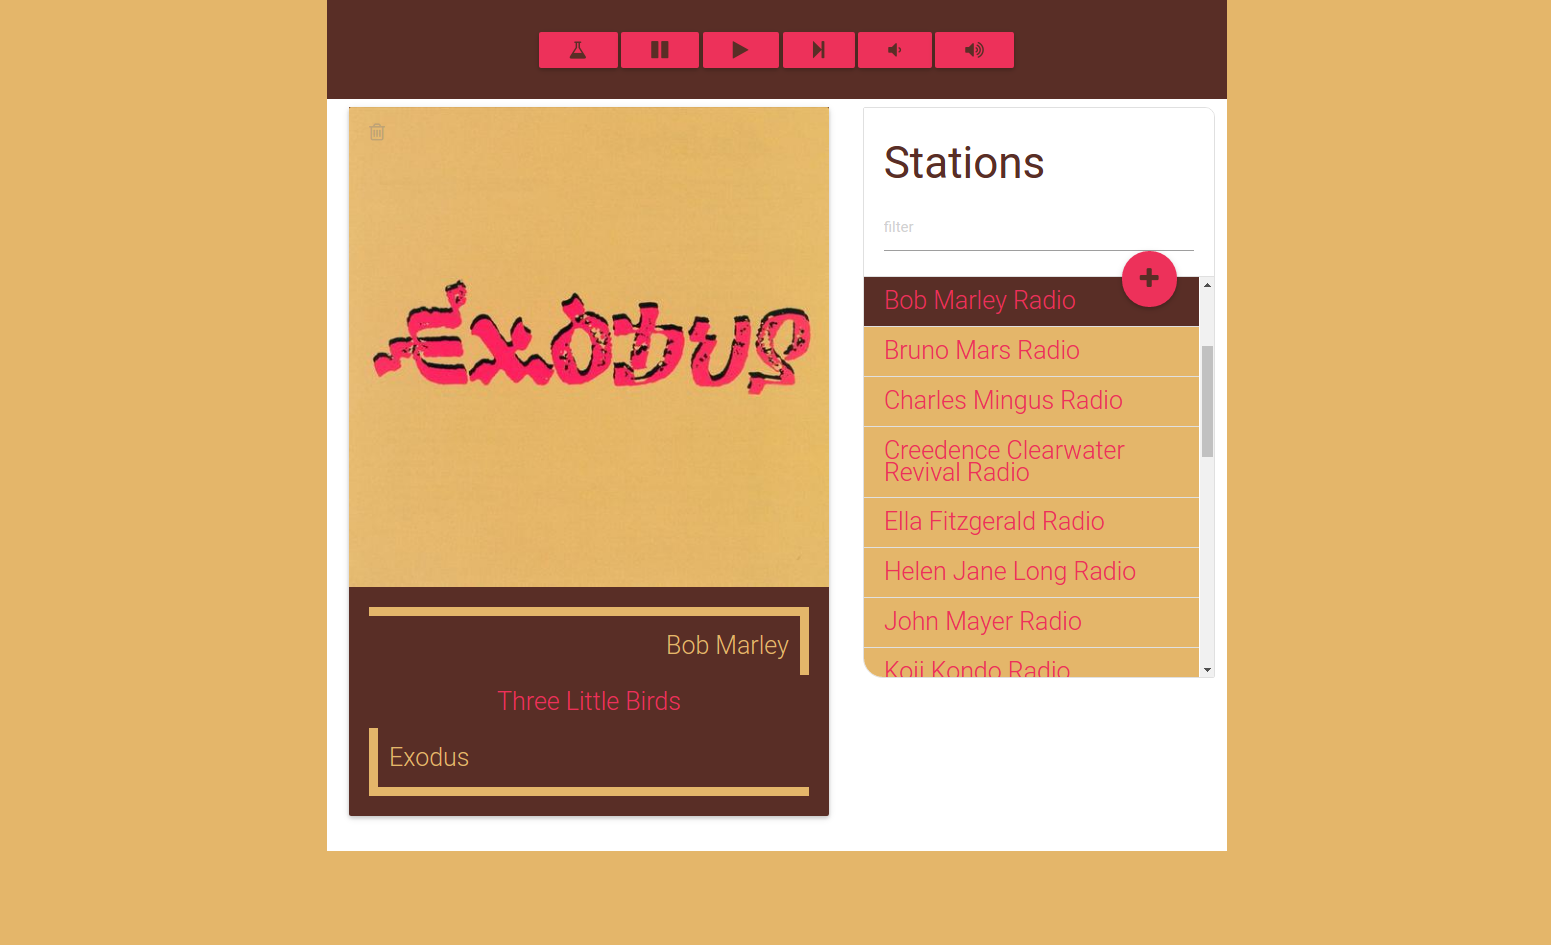 Exodus
Bob Marley
Three Little Birds
Exodus
Stations
filter
Bob Marley Radio
Bruno Mars Radio
Charles Mingus Radio
Creedence Clearwater
Revival Radio
Ella Fitzgerald Radio
Helen Jane Long Radio
John Mayer Radio
Koji Kondo Radio